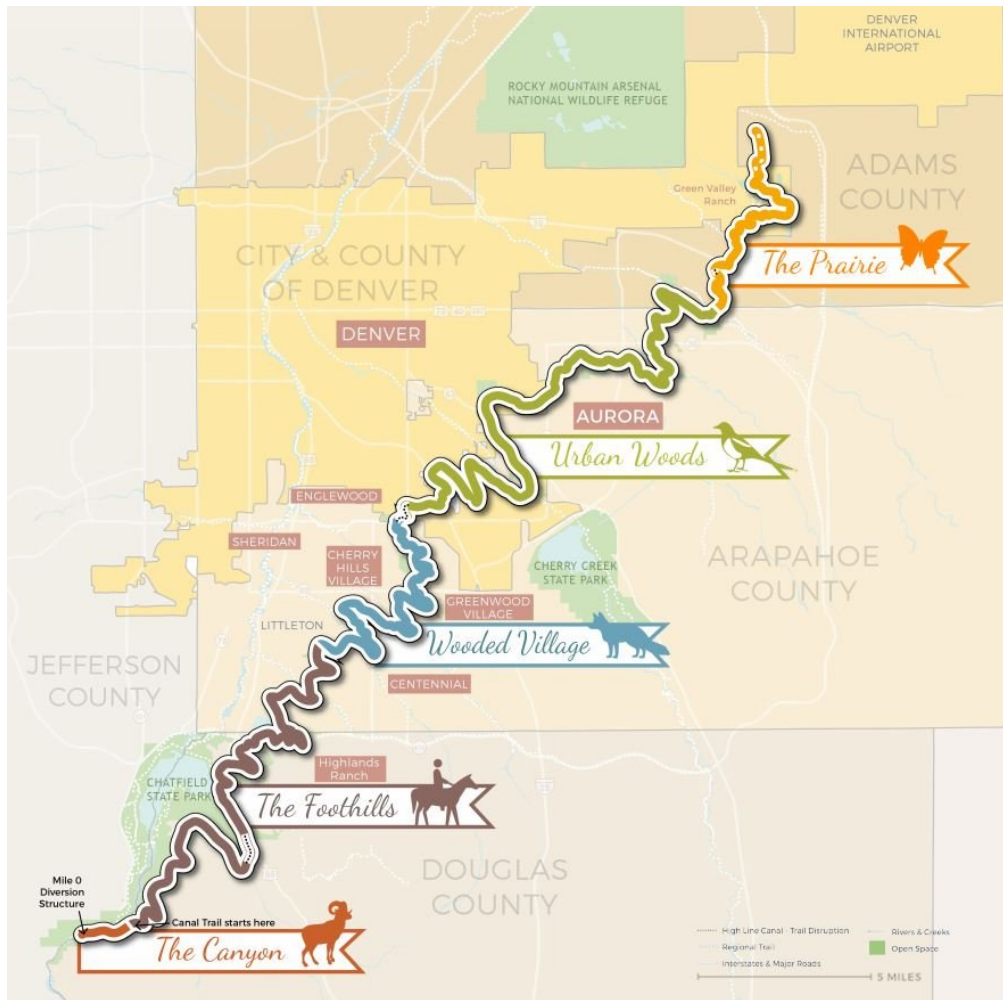 DENVER
INTERNATIONAL
AIRPORT
ROCKY MOUNTAIN ARSENAL
NATIONAL WILDLIFE REFUGE
ADAMS
COUNTY
Green Valley
Ranch
The Prairie
CITY & COUNTY
OF DENVER
DENVER
AURORA
Urban Woods
ENGLEWOOD
SHERIDAN
CHERRY
HILLS
VILLAGE
CHERRY CREEK
STATE PARK
ARAPAHOE
COUNTY
GREENWOOD
VILLAGE
LITTLETON
Wooded Village
JEFFERSON
COUNTY
CENTENNIAL
Highlands
Ranch
CHATFIELD
STATE PARK
The Foothills
DOUGLAS
COUNTY
Mile 0
Diversion
Structure
Canal Trail starts here
The Canyon
High Line Canal - Trail Disruption
Regional Trail
Interstates & Major Roads
Rivers & Creeks
Open Space
5 MILES